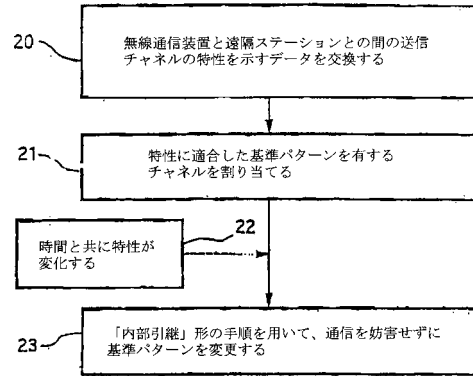 20
無線通信装置と遠隔ステーションとの間の送信
チャネルの特性を示すデータを交換する
21
特性に適合した基準パターンを有する
チャネルを割り当てる
22
時間と共に特性が
変化する
23
「内部引継」形の手順を用いて、通信を妨害せずに
基準パターンを変更する